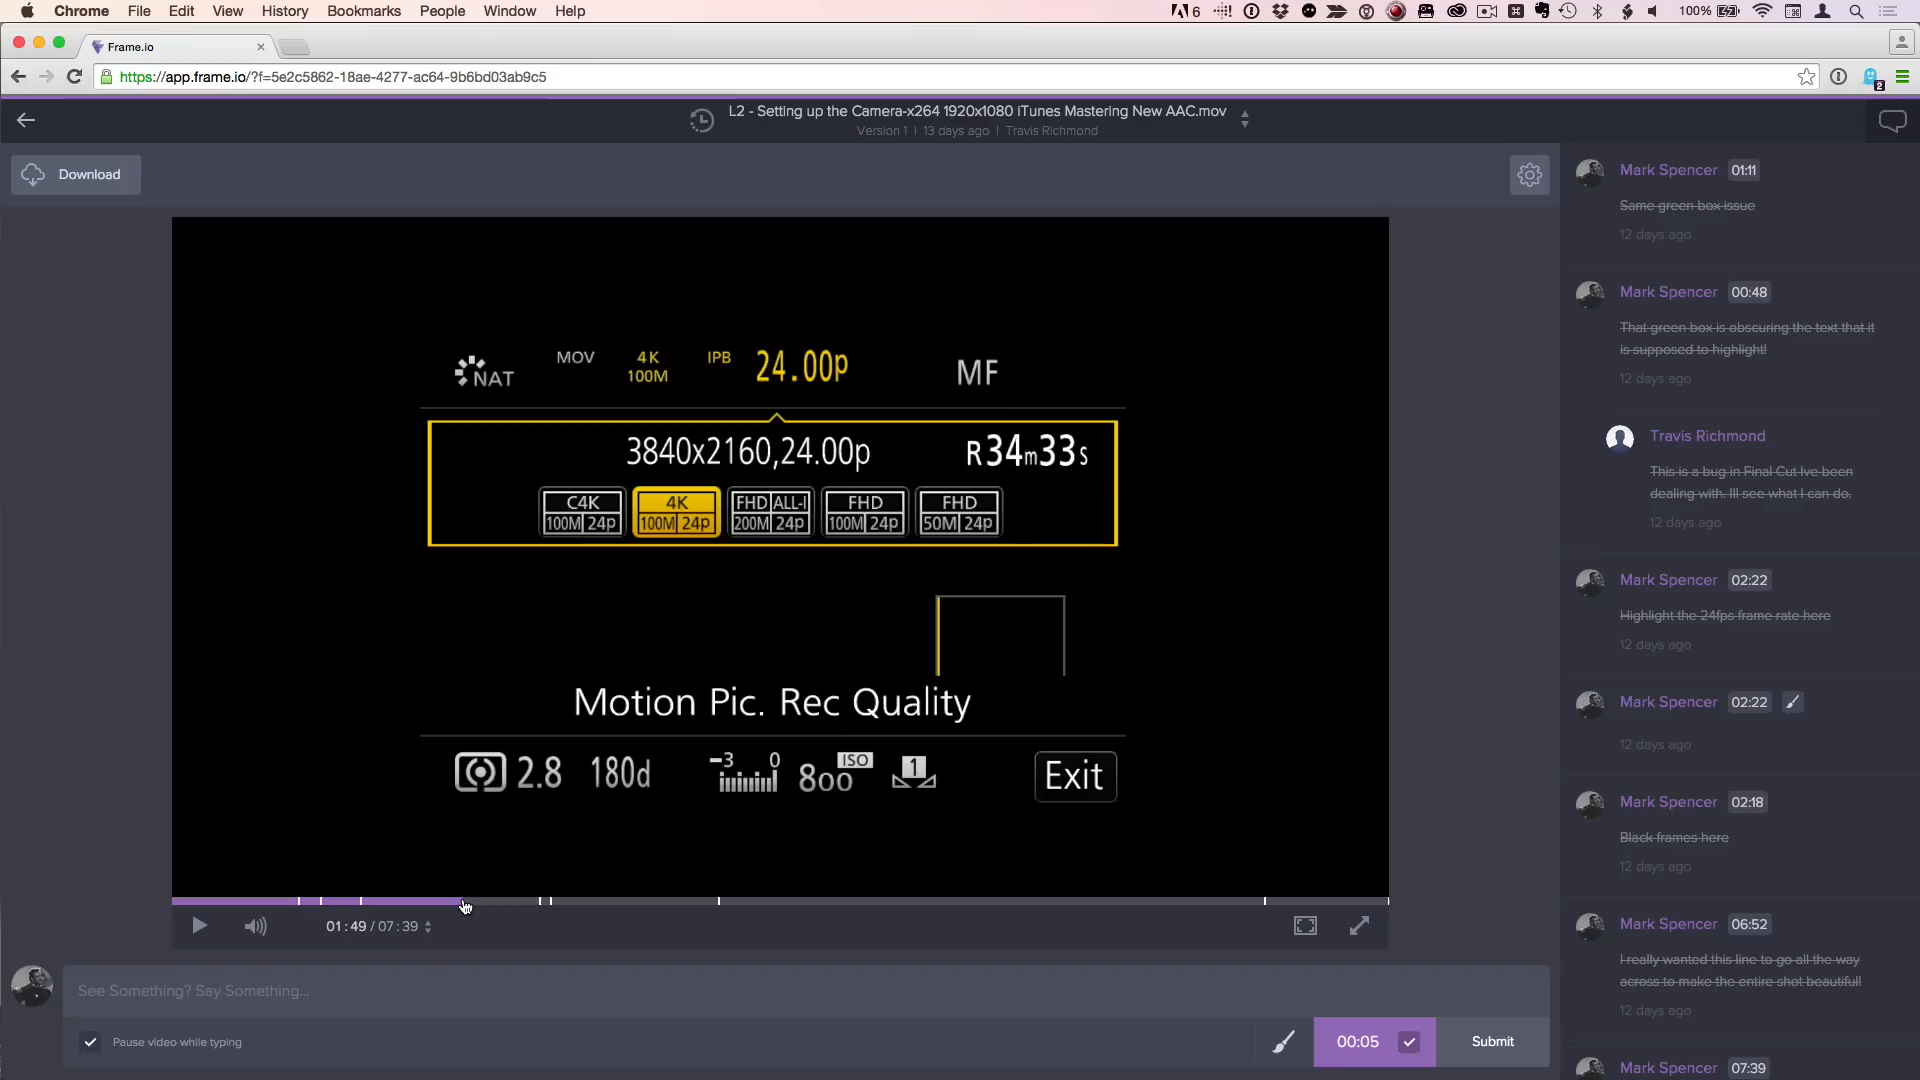 Chrome File Edit View History Bookmarks People Window Help 6 100%
Frame.io
https://app.frame.io/?f=5e2c5862-18ae-4277-ac64-9b6bd03ab9c5
2
L2 - Setting up the Camera-x264 1920x1080 iTunes Mastering New AAC.mov
Version 1 | 13 days ago | Travis Richmond
Download
NAT MOV 4K 100M IPB 24.00p MF
3840x2160,24.00p R34m33s
C4K 4K FHD ALL-I FHD FHD
100M 24p 100M 24p 200M 24p 100M 24p 50M 24p
Motion Pic. Rec Quality
2.8 180d -3 0 800 ISO 1 Exit
01:49 / 07:39
See Something? Say Something...
Pause video while typing
00:05 Submit
Mark Spencer 01:11
Same green box issue
12 days ago
Mark Spencer 00:48
That green box is obscuring the text that it
is supposed to highlight!
12 days ago
Travis Richmond
This is a bug in Final Cut Ive been
dealing with. Ill see what I can do.
12 days ago
Mark Spencer 02:22
Highlight the 24fps frame rate here
12 days ago
Mark Spencer 02:22
12 days ago
Mark Spencer 02:18
Black frames here
12 days ago
Mark Spencer 06:52
I really wanted this line to go all the way
across to make the entire shot beautiful!
12 days ago
Mark Spencer 07:39